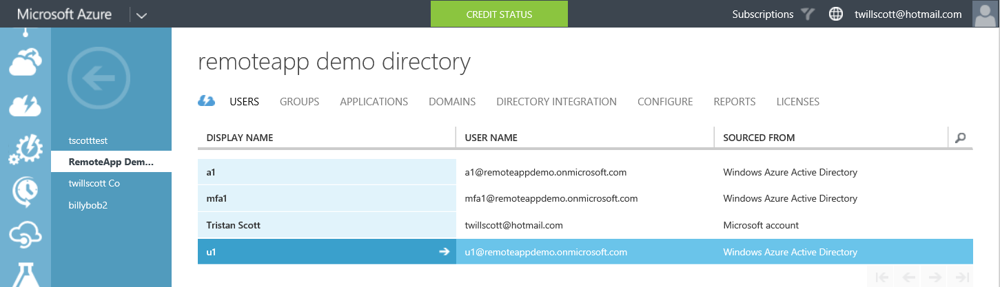 Microsoft Azure
CREDIT STATUS
Subscriptions
twillscott@hotmail.com
tscotttest
RemoteApp Dem...
twillscott Co
billybob2
remoteapp demo directory
USERS GROUPS APPLICATIONS DOMAINS DIRECTORY INTEGRATION CONFIGURE REPORTS LICENSES
DISPLAY NAME USER NAME SOURCED FROM
a1 a1@remoteappdemo.onmicrosoft.com Windows Azure Active Directory
mfa1 mfa1@remoteappdemo.onmicrosoft.com Windows Azure Active Directory
Tristan Scott twillscott@hotmail.com Microsoft account
u1 u1@remoteappdemo.onmicrosoft.com Windows Azure Active Directory